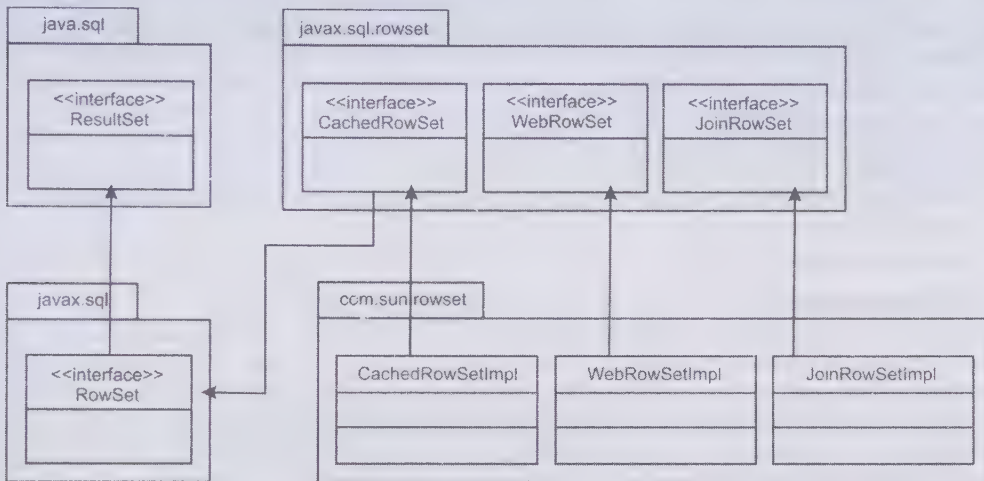 java.sql
<<interface>>
ResultSet
javax.sql.rowset
<<interface>>
CachedRowSet
<<interface>>
WebRowSet
<<interface>>
JoinRowSet
javax.sql
<<interface>>
RowSet
com.sun.rowset
CachedRowSetImpl
WebRowSetImpl
JoinRowSetImpl